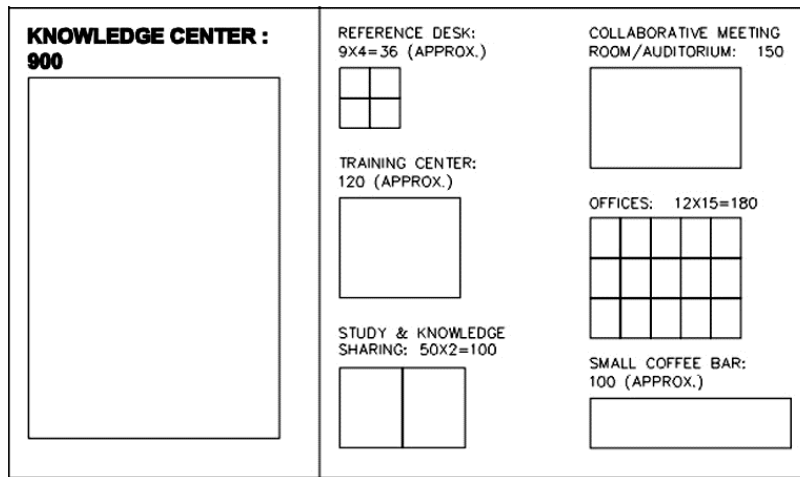 KNOWLEDGE CENTER :
900
REFERENCE DESK:
9X4=36 (APPROX.)
TRAINING CENTER:
120 (APPROX.)
STUDY & KNOWLEDGE
SHARING: 50X2=100
COLLABORATIVE MEETING
ROOM/AUDITORIUM: 150
OFFICES: 12X15=180
SMALL COFFEE BAR:
100 (APPROX.)